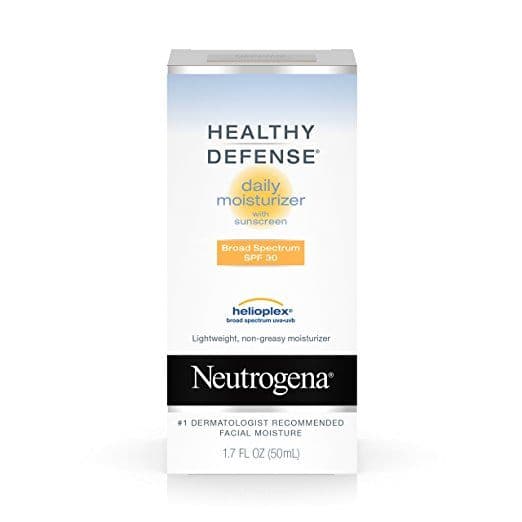 HEALTHY
DEFENSE®
daily
moisturizer
with
sunscreen
Broad Spectrum
SPF 30
helioplex®
broad spectrum uva•uvb
Lightweight, non-greasy moisturizer
Neutrogena®
#1 DERMATOLOGIST RECOMMENDED
FACIAL MOISTURE
1.7 FL OZ (50mL)